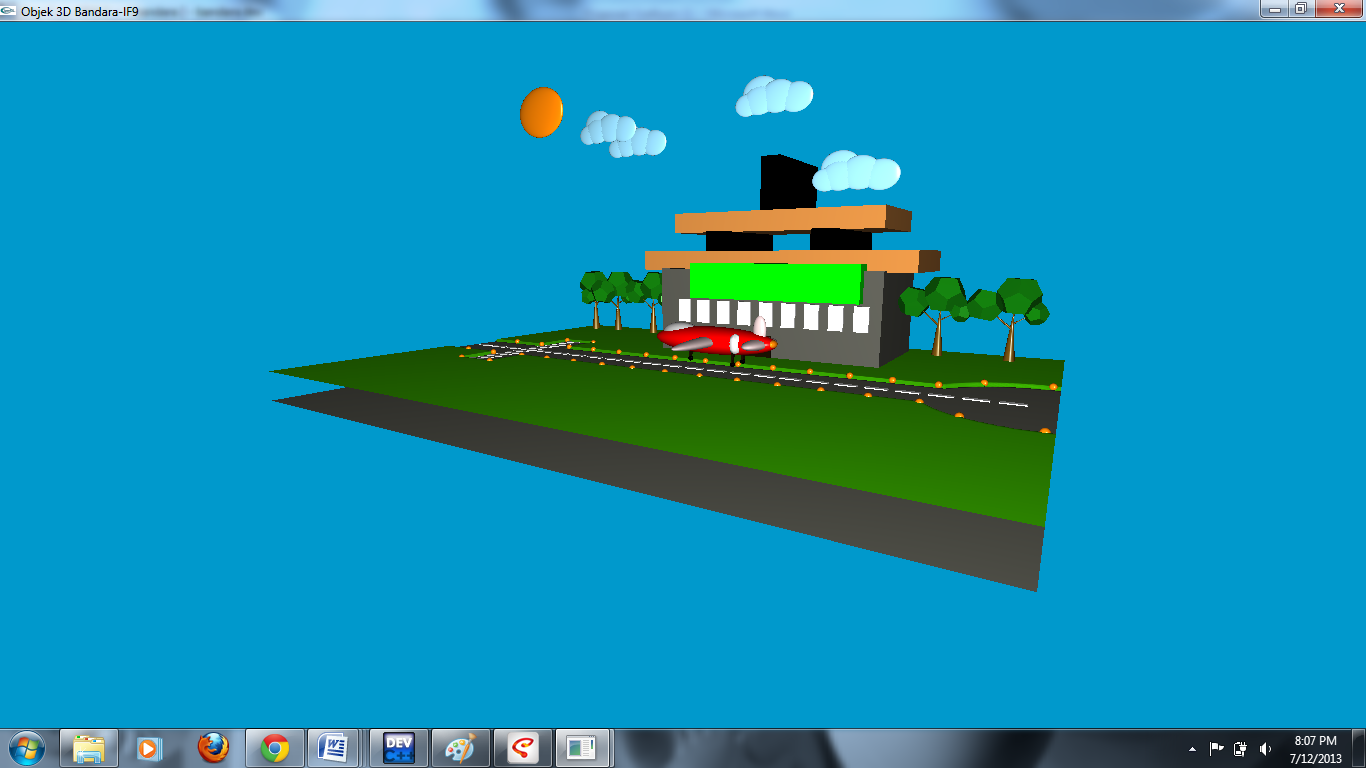 Objek 3D Bandara-IF9
W
DEV
C++
8:07 PM
7/12/2013